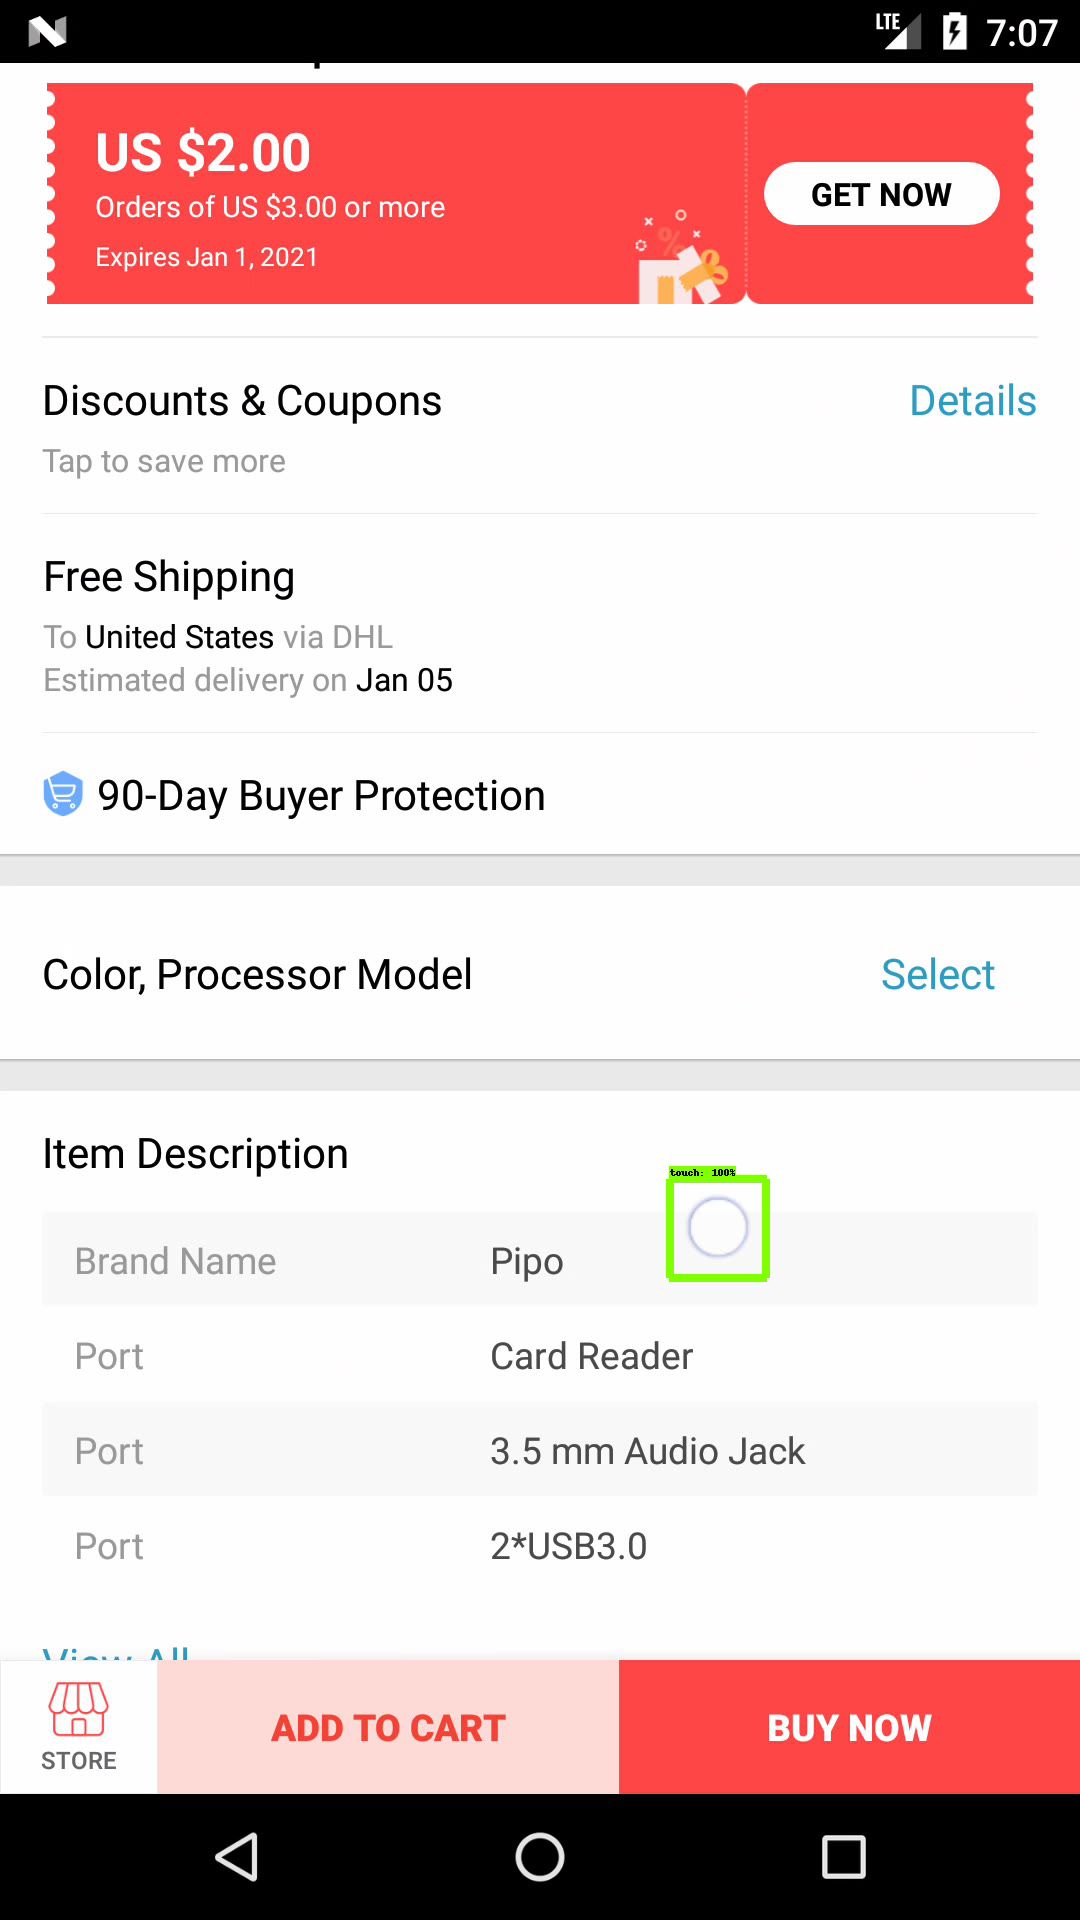 LTE 7:07
US $2.00
Orders of US $3.00 or more
Expires Jan 1, 2021
GET NOW
Discounts & Coupons Details
Tap to save more
Free Shipping
To United States via DHL
Estimated delivery on Jan 05
90-Day Buyer Protection
Color, Processor Model Select
Item Description
touch: 100%
Brand Name Pipo
Port Card Reader
Port 3.5 mm Audio Jack
Port 2*USB3.0
View All
STORE
ADD TO CART
BUY NOW